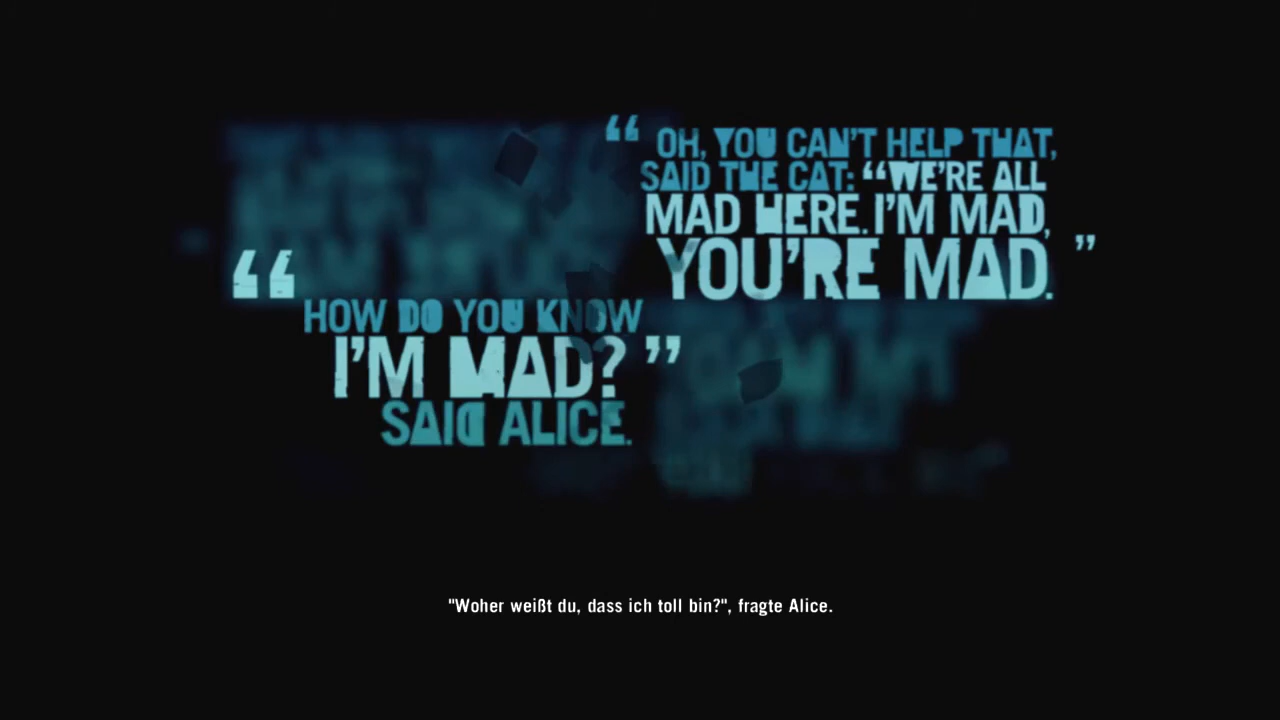 “ OH, YOU CAN’T HELP THAT,
SAID THE CAT: “WE’RE ALL
MAD HERE. I’M MAD,
YOU’RE MAD. ”
“ HOW DO YOU KNOW
I’M MAD? ”
SAID ALICE.
"Woher weißt du, dass ich toll bin?", fragte Alice.